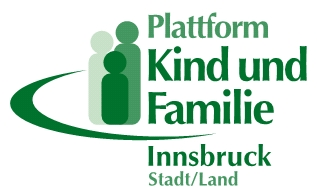 Plattform
Kind und
Familie
Innsbruck
Stadt/Land